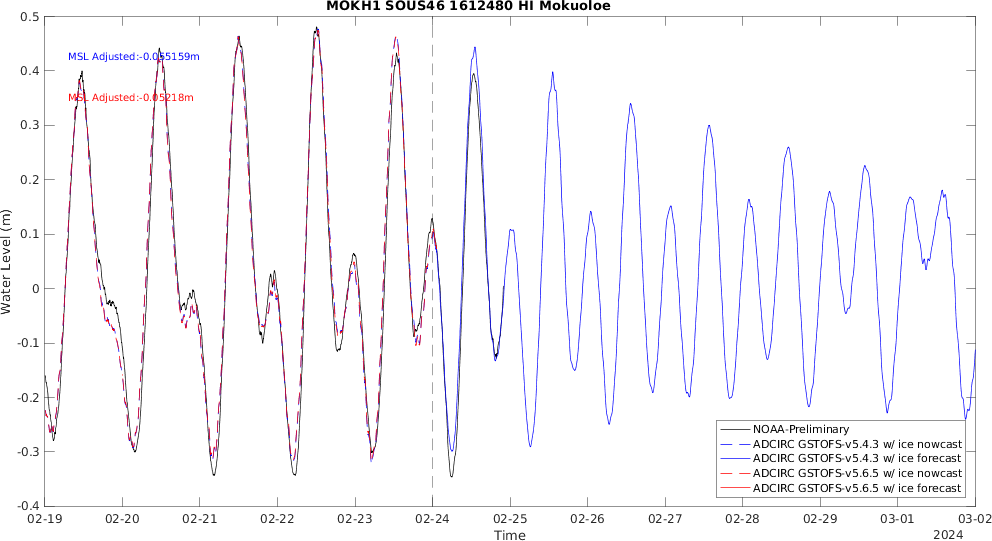 MOKH1 SOUS46 1612480 HI Mokuoloe
0.5
0.4
0.3
0.2
0.1
0
-0.1
-0.2
-0.3
-0.4
Water Level (m)
MSL Adjusted:-0.055159m
MSL Adjusted:-0.05218m
NOAA-Preliminary
ADCIRC GSTOFS-v5.4.3 w/ ice nowcast
ADCIRC GSTOFS-v5.4.3 w/ ice forecast
ADCIRC GSTOFS-v5.6.5 w/ ice nowcast
ADCIRC GSTOFS-v5.6.5 w/ ice forecast
02-19 02-20 02-21 02-22 02-23 02-24 02-25 02-26 02-27 02-28 02-29 03-01 03-02
Time
2024